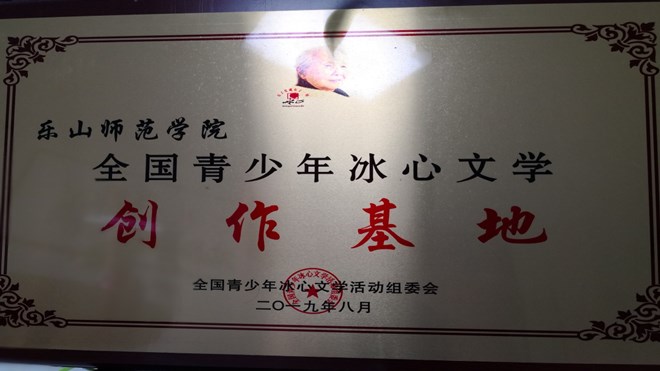 乐山师范学院
全国青少年冰心文学
创作基地
全国青少年冰心文学活动组委会
二〇一九年八月